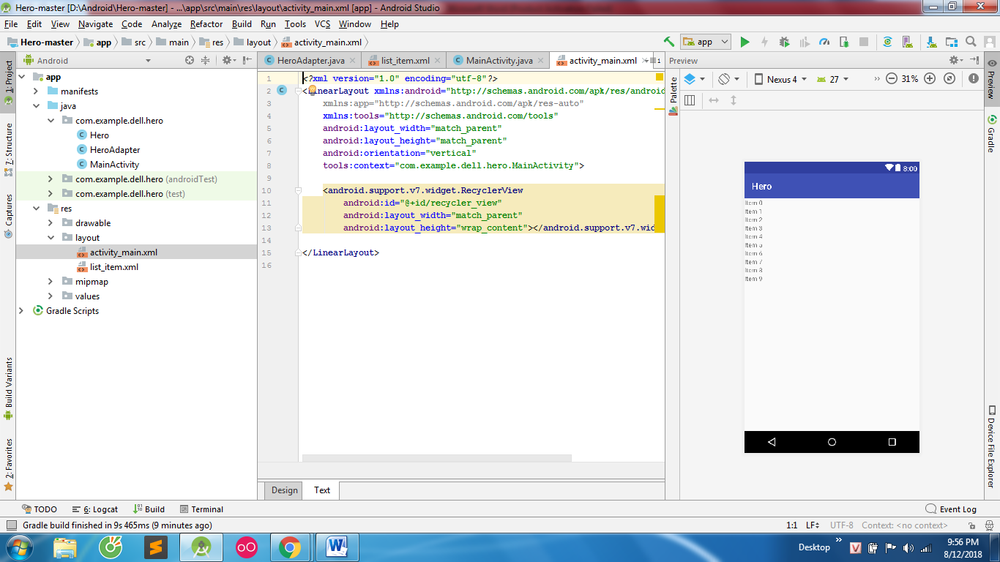 Hero-master [D:\Android\Hero-master] - ...\app\src\main\res\layout\activity_main.xml [app] - Android Studio
File Edit View Navigate Code Analyze Refactor Build Run Tools VCS Window Help
Hero-master app src main res layout activity_main.xml app
Android HeroAdapter.java list_item.xml MainActivity.java activity_main.xml 1 Preview
1: Project
7: Structure
Captures
Build Variants
2: Favorites
app
manifests
java
com.example.dell.hero
Hero
HeroAdapter
MainActivity
com.example.dell.hero (androidTest)
com.example.dell.hero (test)
res
drawable
layout
activity_main.xml
list_item.xml
mipmap
values
Gradle Scripts
1 <?xml version="1.0" encoding="utf-8"?>
2 <LinearLayout xmlns:android="http://schemas.android.com/apk/res/android
3 xmlns:app="http://schemas.android.com/apk/res-auto"
4 xmlns:tools="http://schemas.android.com/tools"
5 android:layout_width="match_parent"
6 android:layout_height="match_parent"
7 android:orientation="vertical"
8 tools:context="com.example.dell.hero.MainActivity">
9
10 <android.support.v7.widget.RecyclerView
11 android:id="@+id/recycler_view"
12 android:layout_width="match_parent"
13 android:layout_height="wrap_content"></android.support.v7.wid
14
15 </LinearLayout>
16
Design Text
Palette
Nexus 4 27 » 31%
8:00
Hero
Item 0
Item 1
Item 2
Item 3
Item 4
Item 5
Item 6
Item 7
Item 8
Item 9
Preview
Gradle
Device File Explorer
TODO 6: Logcat Build Terminal Event Log
Gradle build finished in 9s 465ms (9 minutes ago) 1:1 LF UTF-8 Context: <no context>
Desktop » 9:56 PM
8/12/2018